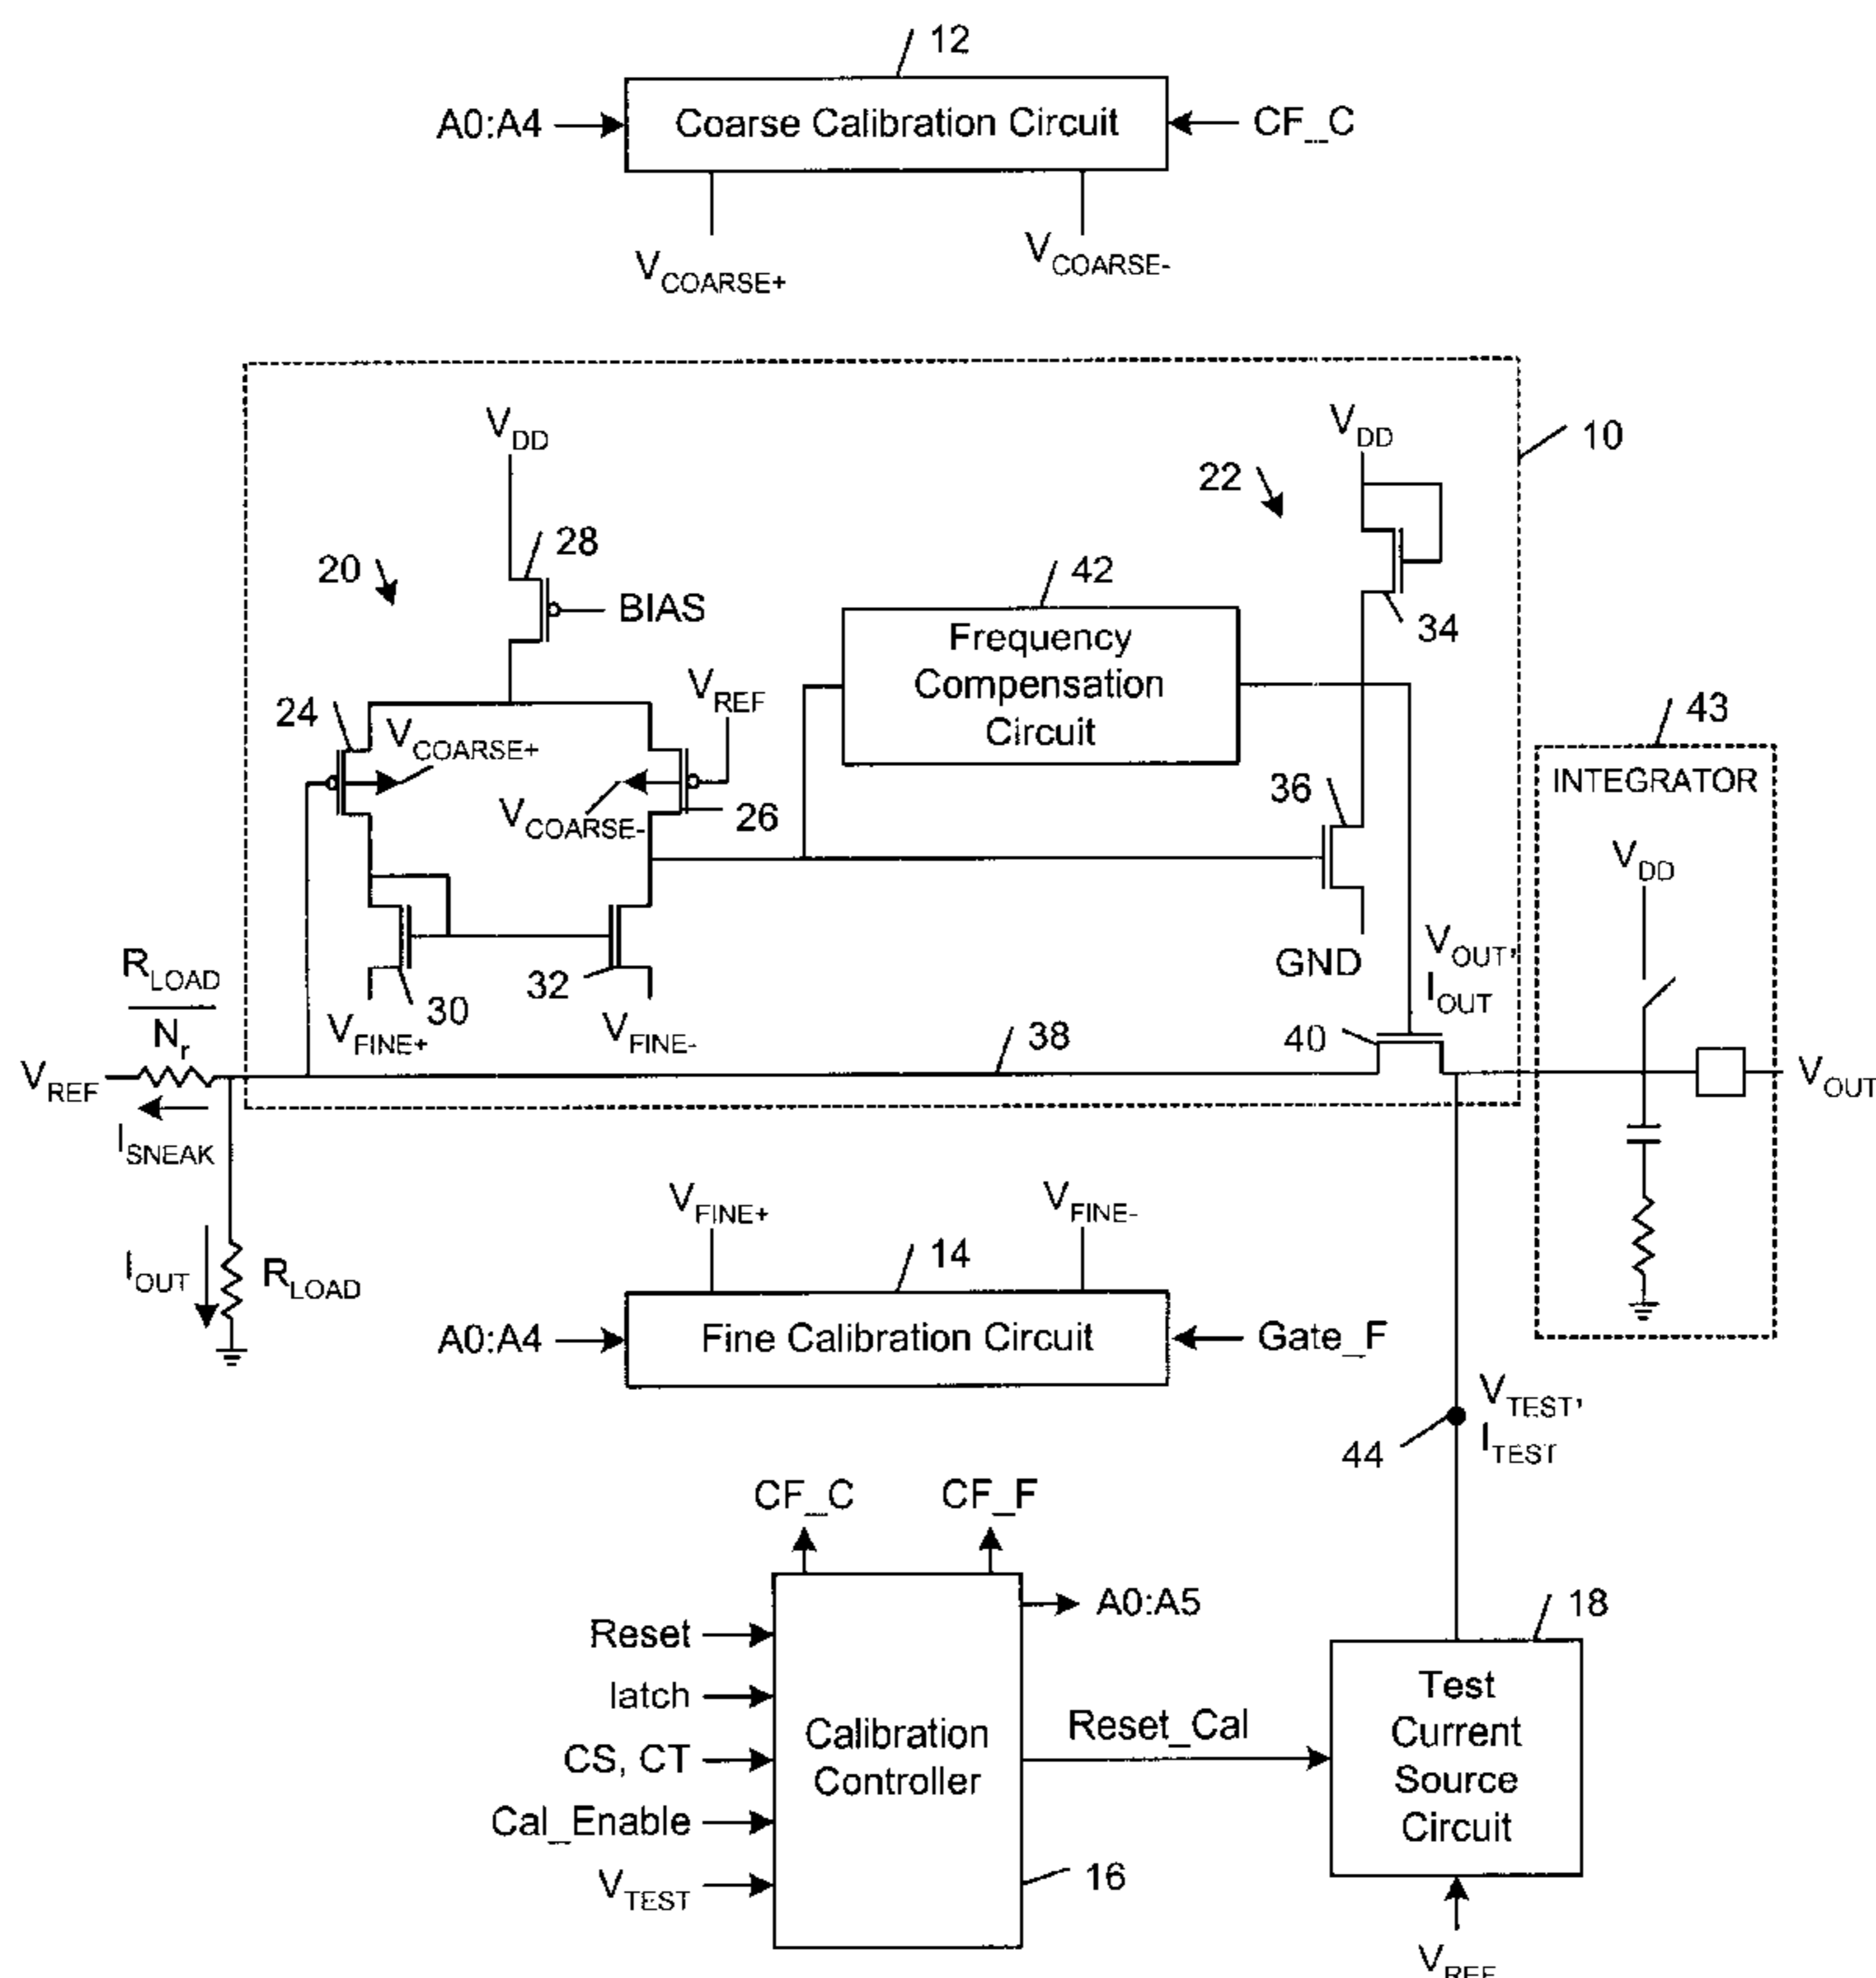 12
A0:A4
Coarse Calibration Circuit
CF_C
VCOARSE+
VCOARSE-
VDD
VDD
10
22
28
20
BIAS
42
Frequency
Compensation
Circuit
34
VREF
24
VCOARSE+
43
INTEGRATOR
36
VCOARSE-
26
VDD
VOUT,
IOUT
GND
RLOAD
Nr
30
32
VFINE+
VFINE-
38
40
VREF
VOUT
ISNEAK
VFINE+
VFINE-
14
IOUT
RLOAD
A0:A4
Fine Calibration Circuit
Gate_F
VTEST,
ITEST
44
CF_C
CF_F
A0:A5
18
Reset
latch
CS, CT
Cal_Enable
VTEST
Calibration
Controller
Reset_Cal
Test
Current
Source
Circuit
16
VREF